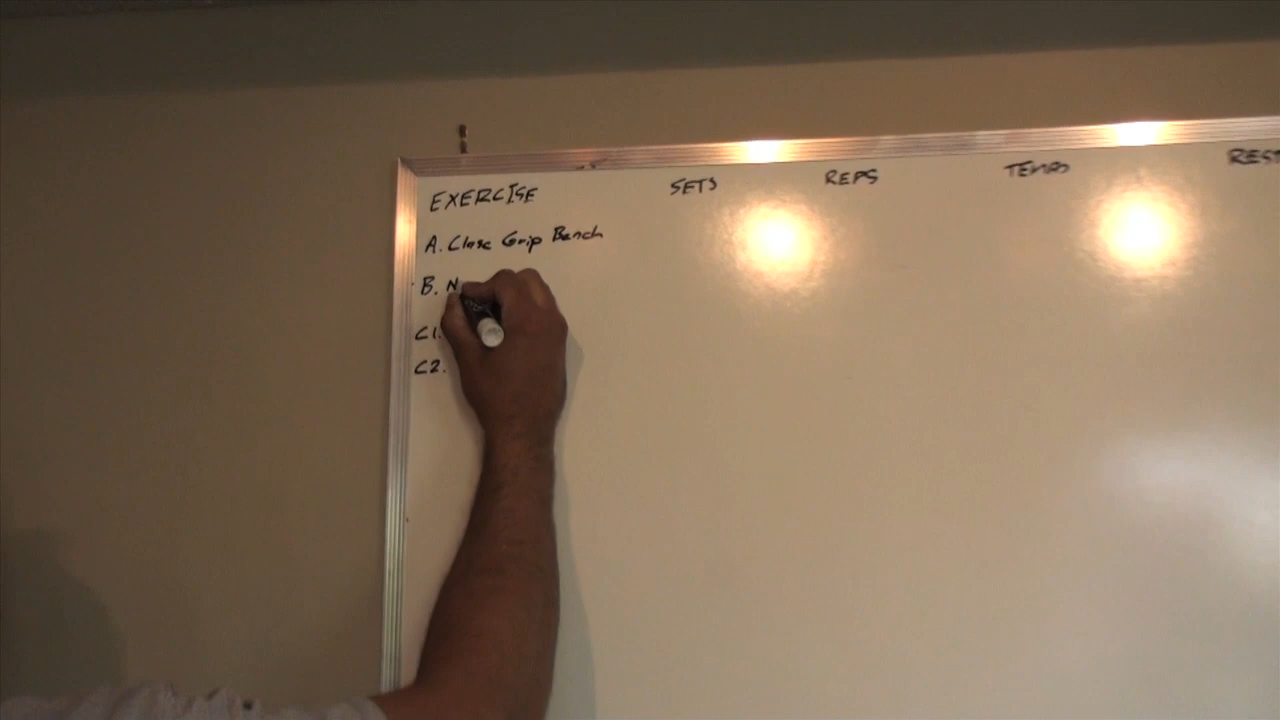 EXERCISE SETS REPS TEMPO REST
A. Close Grip Bench
B. N
C1.
C2.